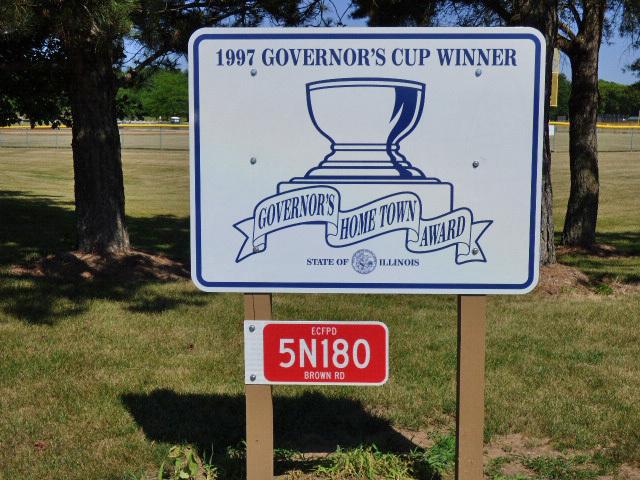 1997 GOVERNOR'S CUP WINNER
GOVERNOR'S
HOME TOWN
AWARD
STATE OF ILLINOIS
ECFPD
5N180
BROWN RD